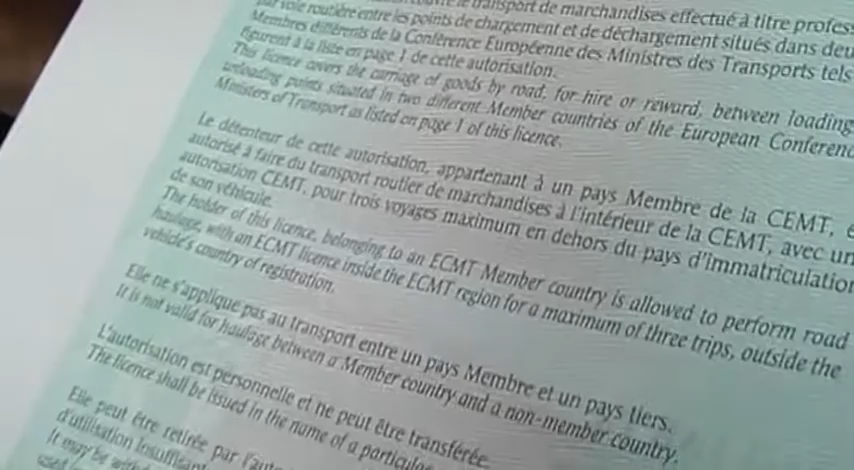 transport de marchandises effectué à titre
par voie routière entre les points de chargement et de déchargement situés dans
Membres différents de la Conférence Européenne des Ministres des Transports tels
figurent à la liste en page 1 de cette autorisation.
This licence covers the carriage of goods by road, for hire or reward, between loading
unloading points situated in two different Member countries of the European
Ministers of Transport as listed on page 1 of this licence.
Le détenteur de cette autorisation, appartenant à un pays Membre de la CEMT,
autorisé à faire du transport routier de marchandises à l'intérieur de la CEMT, avec un
autorisation CEMT, pour trois voyages maximum en dehors du pays d'immatriculation
de son véhicule.
The holder of this licence, belonging to an ECMT Member country is allowed to perform road
haulage, with an ECMT licence inside the ECMT region for a maximum of three trips, outside the
vehicle's country of registration.
Elle ne s'applique pas au transport entre un pays Membre et un pays tiers.
It is not valid for haulage between a Member country and a non-member country.
L'autorisation est personnelle et ne peut être transférée.
The licence shall be issued in the name of a
Elle peut être retirée par
d'utilisation
It may be